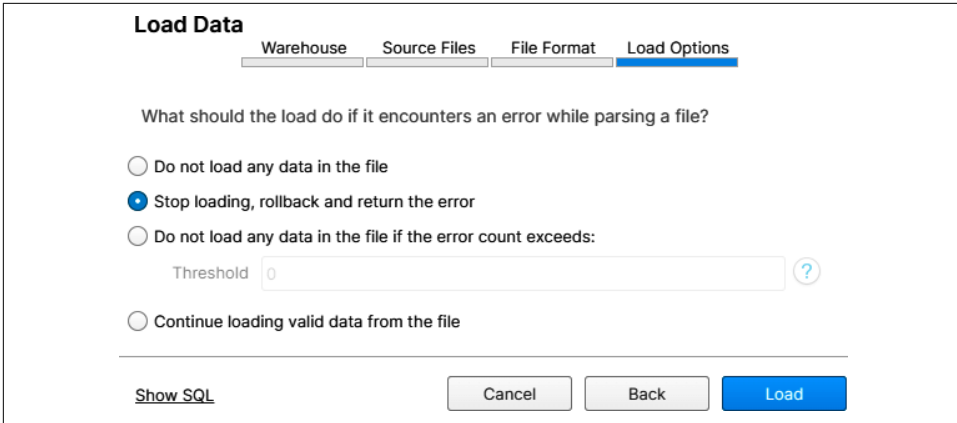 Load Data
Warehouse Source Files File Format Load Options
What should the load do if it encounters an error while parsing a file?
Do not load any data in the file
Stop loading, rollback and return the error
Do not load any data in the file if the error count exceeds:
Threshold 0 ?
Continue loading valid data from the file
Show SQL Cancel Back Load